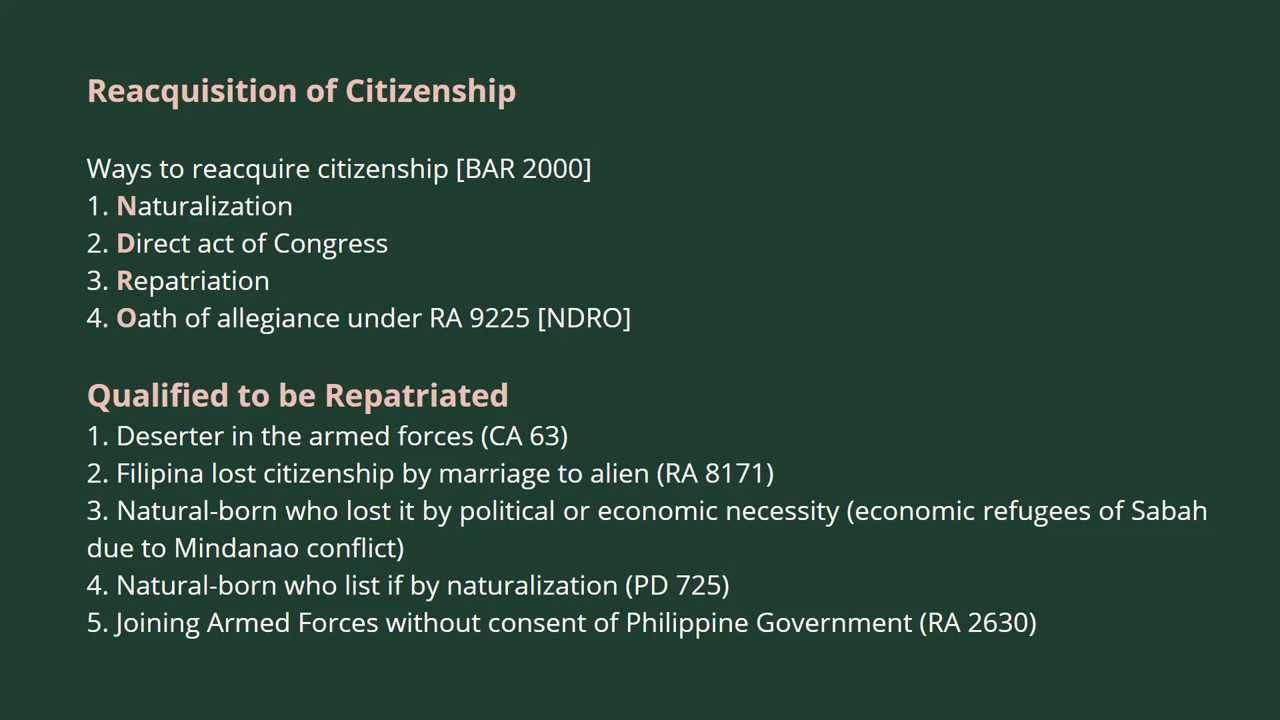 Reacquisition of Citizenship
Ways to reacquire citizenship [BAR 2000]
1. Naturalization
2. Direct act of Congress
3. Repatriation
4. Oath of allegiance under RA 9225 [NDRO]
Qualified to be Repatriated
1. Deserter in the armed forces (CA 63)
2. Filipina lost citizenship by marriage to alien (RA 8171)
3. Natural-born who lost it by political or economic necessity (economic refugees of Sabah
due to Mindanao conflict)
4. Natural-born who list if by naturalization (PD 725)
5. Joining Armed Forces without consent of Philippine Government (RA 2630)